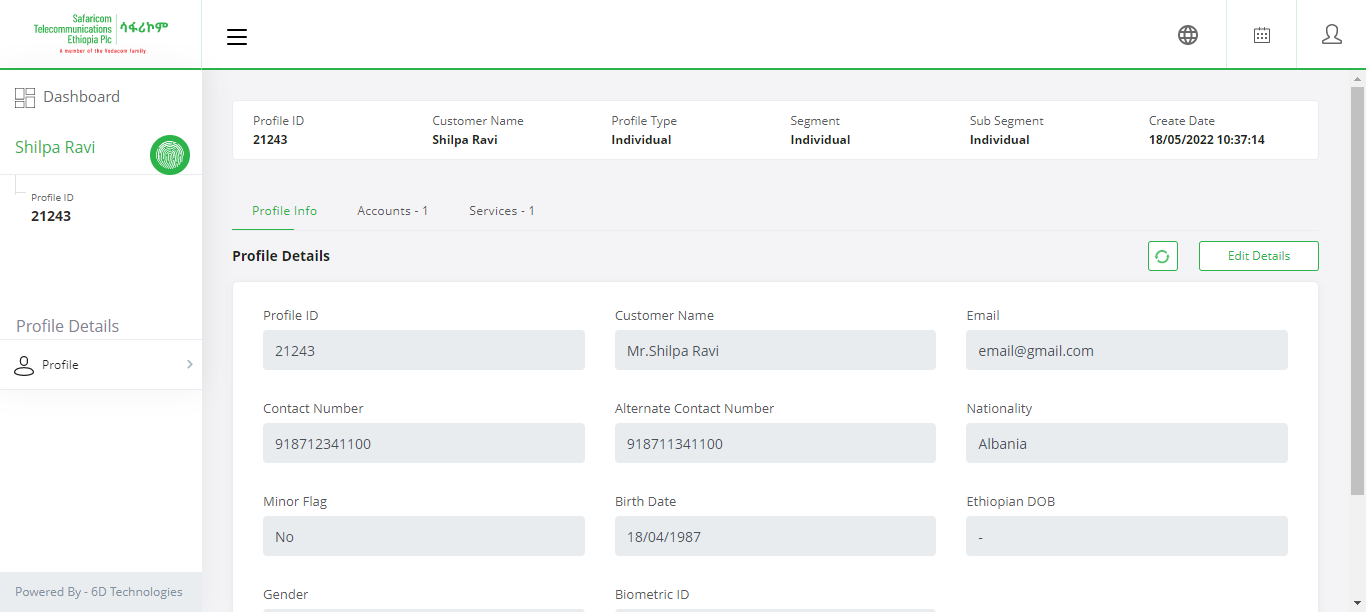 Safaricom
Telecommunications
Ethiopia Plc
ሳፋሪኮም
A member of the Vodacom family
Dashboard
Shilpa Ravi
Profile ID
21243
Profile Details
Profile
Powered By - 6D Technologies
Profile ID Customer Name Profile Type Segment Sub Segment Create Date
21243 Shilpa Ravi Individual Individual Individual 18/05/2022 10:37:14
Profile Info Accounts - 1 Services - 1
Profile Details Edit Details
Profile ID Customer Name Email
21243 Mr.Shilpa Ravi email@gmail.com
Contact Number Alternate Contact Number Nationality
918712341100 918711341100 Albania
Minor Flag Birth Date Ethiopian DOB
No 18/04/1987 -
Gender Biometric ID